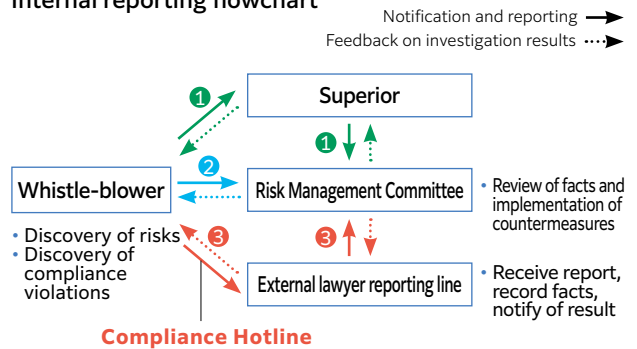 Internal reporting flowchart
Notification and reporting
Feedback on investigation results
1
Superior
1
2
Whistle-blower
Risk Management Committee
• Review of facts and
implementation of
countermeasures
• Discovery of risks
• Discovery of
compliance
violations
3
3
External lawyer reporting line
• Receive report,
record facts,
notify of result
Compliance Hotline